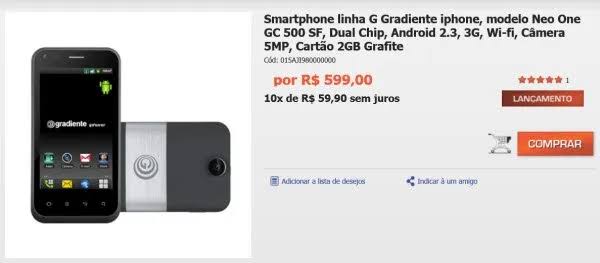 Smartphone linha G Gradiente iphone, modelo Neo One
GC 500 SF, Dual Chip, Android 2.3, 3G, Wi-fi, Câmera
5MP, Cartão 2GB Grafite
Cód: 015AJI980000000
por R$ 599,00
1
10x de R$ 59,90 sem juros
LANÇAMENTO
COMPRAR
Adicionar a lista de desejos
Indicar à um amigo
gradiente iphone